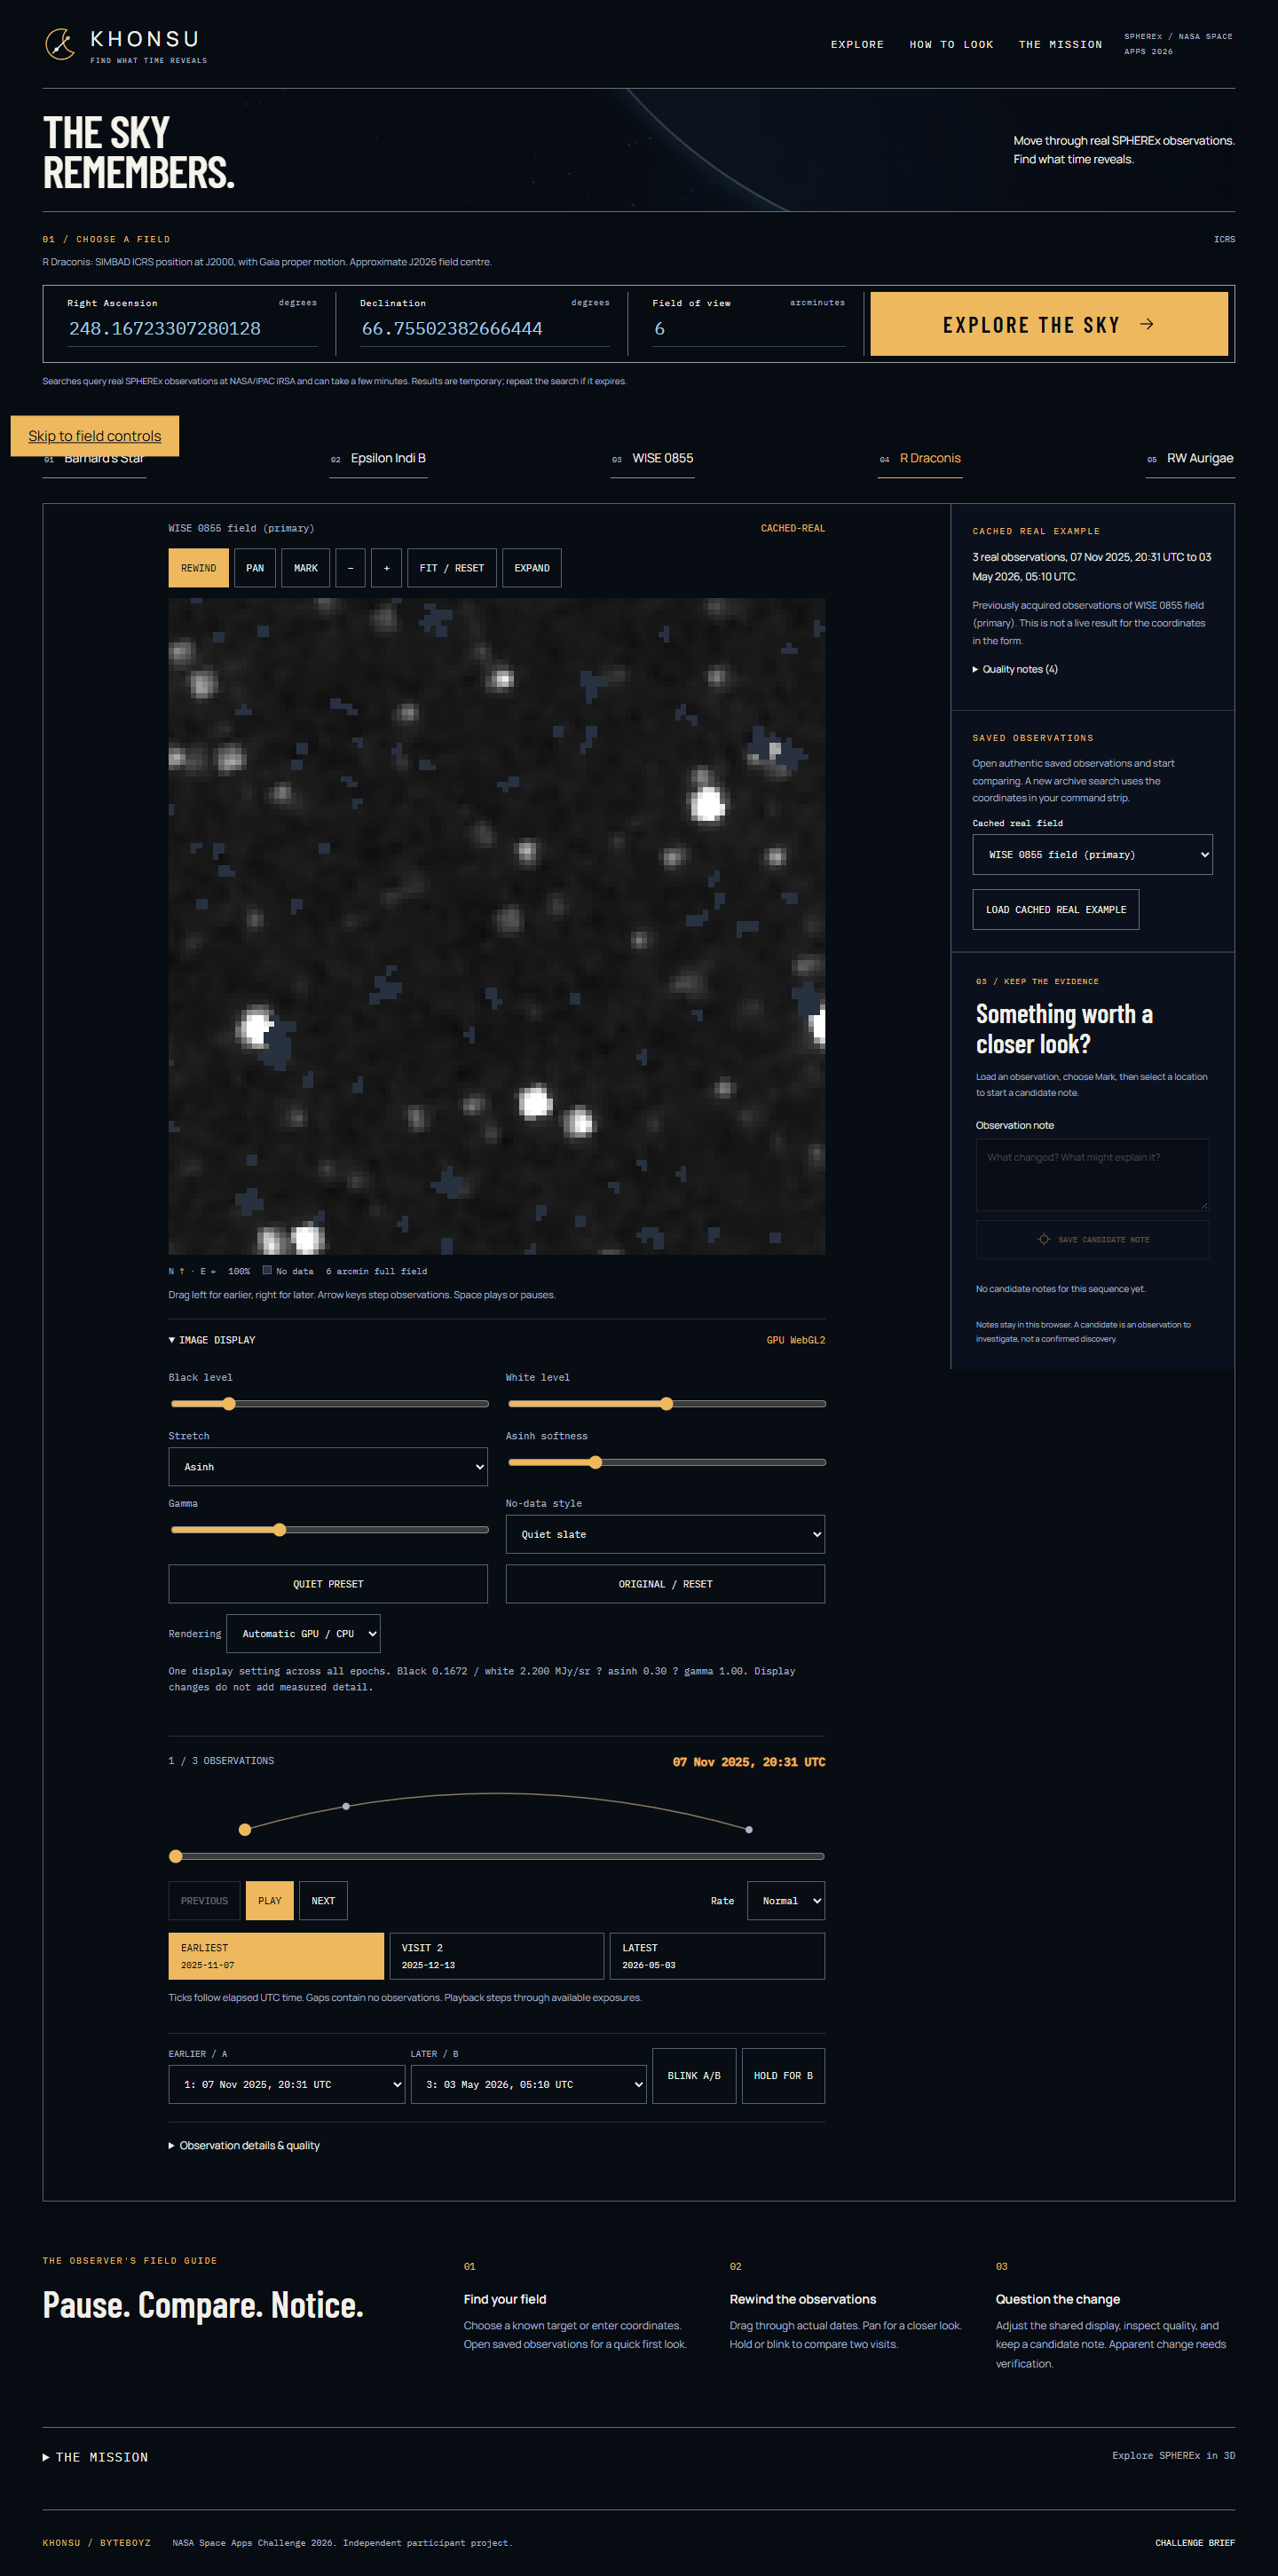 KHONSU
FIND WHAT TIME REVEALS
EXPLORE
HOW TO LOOK
THE MISSION
SPHEREx / NASA SPACE
APPS 2026
THE SKY
REMEMBERS.
Move through real SPHEREx observations.
Find what time reveals.
01 / CHOOSE A FIELD
ICRS
R Draconis: SIMBAD ICRS position at J2000, with Gaia proper motion. Approximate J2026 field centre.
Right Ascension degrees
248.16723307280128
Declination degrees
66.75502382666444
Field of view arcminutes
6
EXPLORE THE SKY →
Searches query real SPHEREx observations at NASA/IPAC IRSA and can take a few minutes. Results are temporary; repeat the search if it expires.
Skip to field controls
01 Barnard's Star
02 Epsilon Indi B
03 WISE 0855
04 R Draconis
05 RW Aurigae
WISE 0855 field (primary)
CACHED-REAL
REWIND
PAN
MARK
−
+
FIT / RESET
EXPAND
N ↑ · E ← 100% No data 6 arcmin full field
Drag left for earlier, right for later. Arrow keys step observations. Space plays or pauses.
▼ IMAGE DISPLAY
GPU WebGL2
Black level
White level
Stretch
Asinh
Asinh softness
Gamma
No-data style
Quiet slate
QUIET PRESET
ORIGINAL / RESET
Rendering
Automatic GPU / CPU
One display setting across all epochs. Black 0.1672 / white 2.200 MJy/sr ? asinh 0.30 ? gamma 1.00. Display
changes do not add measured detail.
1 / 3 OBSERVATIONS
07 Nov 2025, 20:31 UTC
PREVIOUS
PLAY
NEXT
Rate
Normal
EARLIEST
2025-11-07
VISIT 2
2025-12-13
LATEST
2026-05-03
Ticks follow elapsed UTC time. Gaps contain no observations. Playback steps through available exposures.
EARLIER / A
1: 07 Nov 2025, 20:31 UTC
LATER / B
3: 03 May 2026, 05:10 UTC
BLINK A/B
HOLD FOR B
▶ Observation details & quality
CACHED REAL EXAMPLE
3 real observations, 07 Nov 2025, 20:31 UTC to 03
May 2026, 05:10 UTC.
Previously acquired observations of WISE 0855 field
(primary). This is not a live result for the coordinates
in the form.
▶ Quality notes (4)
SAVED OBSERVATIONS
Open authentic saved observations and start
comparing. A new archive search uses the
coordinates in your command strip.
Cached real field
WISE 0855 field (primary)
LOAD CACHED REAL EXAMPLE
03 / KEEP THE EVIDENCE
Something worth a
closer look?
Load an observation, choose Mark, then select a location
to start a candidate note.
Observation note
What changed? What might explain it?
SAVE CANDIDATE NOTE
No candidate notes for this sequence yet.
Notes stay in this browser. A candidate is an observation to
investigate, not a confirmed discovery.
THE OBSERVER'S FIELD GUIDE
Pause. Compare. Notice.
01
Find your field
Choose a known target or enter coordinates.
Open saved observations for a quick first look.
02
Rewind the observations
Drag through actual dates. Pan for a closer look.
Hold or blink to compare two visits.
03
Question the change
Adjust the shared display, inspect quality, and
keep a candidate note. Apparent change needs
verification.
▶ THE MISSION
Explore SPHEREx in 3D
KHONSU / BYTEBOYZ
NASA Space Apps Challenge 2026. Independent participant project.
CHALLENGE BRIEF